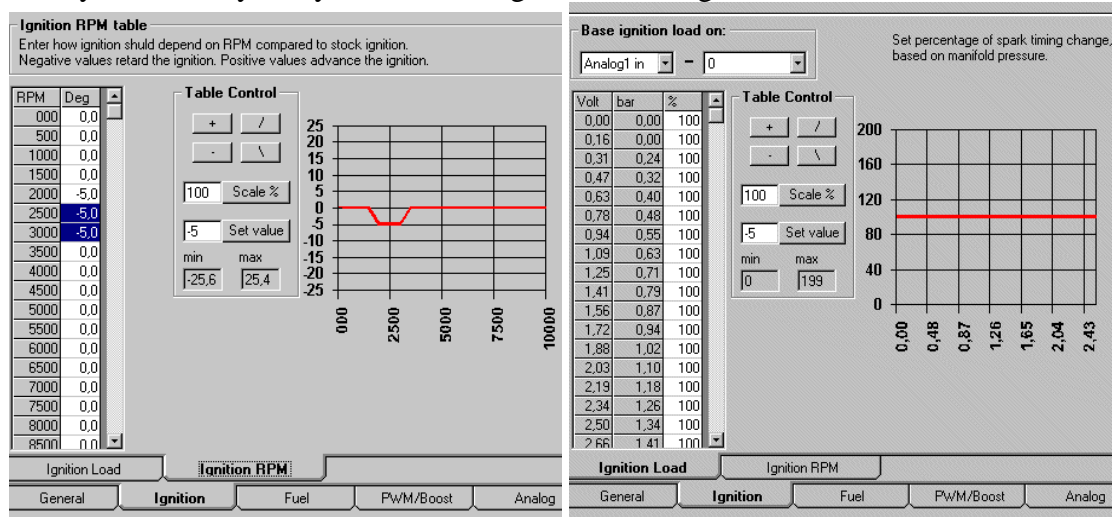 Ignition RPM table
Enter how ignition shuld depend on RPM compared to stock ignition.
Negative values retard the ignition. Positive values advance the ignition.
RPM Deg
000 0,0
500 0,0
1000 0,0
1500 0,0
2000 -5,0
2500 -5,0
3000 -5,0
3500 0,0
4000 0,0
4500 0,0
5000 0,0
5500 0,0
6000 0,0
6500 0,0
7000 0,0
7500 0,0
8000 0,0
8500 0,0
Table Control
+ /
- \
100 Scale %
-5 Set value
min max
-25,6 25,4
25
20
15
10
5
0
-5
-10
-15
-20
-25
000 2500 5000 7500 10000
Ignition Load Ignition RPM
General Ignition Fuel PWM/Boost Analog
Base ignition load on:
Analog1 in - 0
Set percentage of spark timing change,
based on manifold pressure.
Volt bar %
0,00 0,00 100
0,16 0,00 100
0,31 0,24 100
0,47 0,32 100
0,63 0,40 100
0,78 0,48 100
0,94 0,55 100
1,09 0,63 100
1,25 0,71 100
1,41 0,79 100
1,56 0,87 100
1,72 0,94 100
1,88 1,02 100
2,03 1,10 100
2,19 1,18 100
2,34 1,26 100
2,50 1,34 100
2,66 1,41 100
Table Control
+ /
- \
100 Scale %
-5 Set value
min max
0 199
200
160
120
80
40
0
0,00 0,48 0,87 1,26 1,65 2,04 2,43
Ignition Load Ignition RPM
General Ignition Fuel PWM/Boost Analog